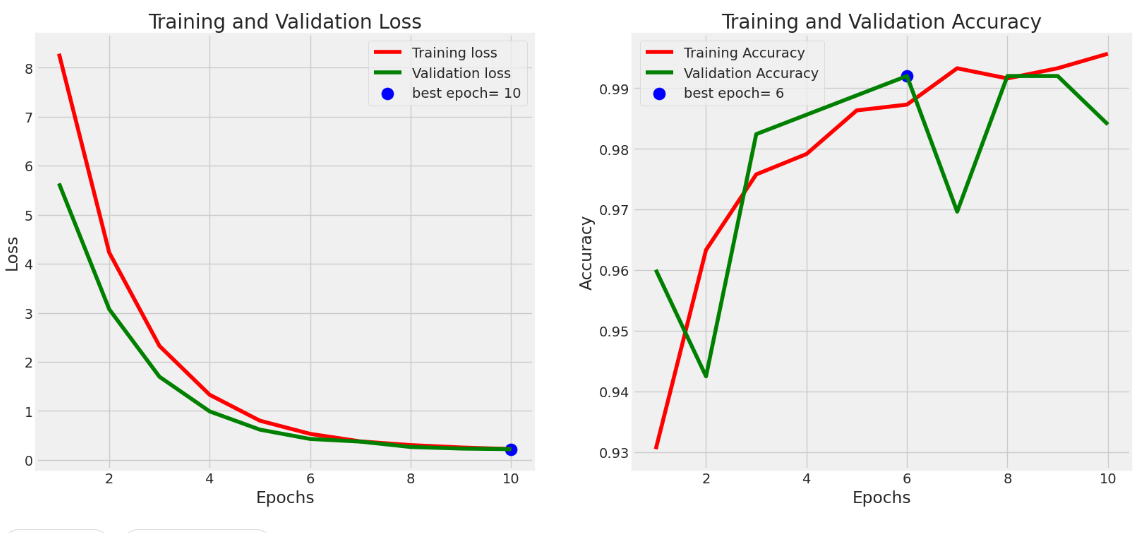 Training and Validation Loss
Training loss
Validation loss
best epoch= 10
8
7
6
5
4
3
2
1
0
Loss
2
4
6
8
10
Epochs
Training and Validation Accuracy
Training Accuracy
Validation Accuracy
best epoch= 6
0.99
0.98
0.97
0.96
0.95
0.94
0.93
Accuracy
2
4
6
8
10
Epochs